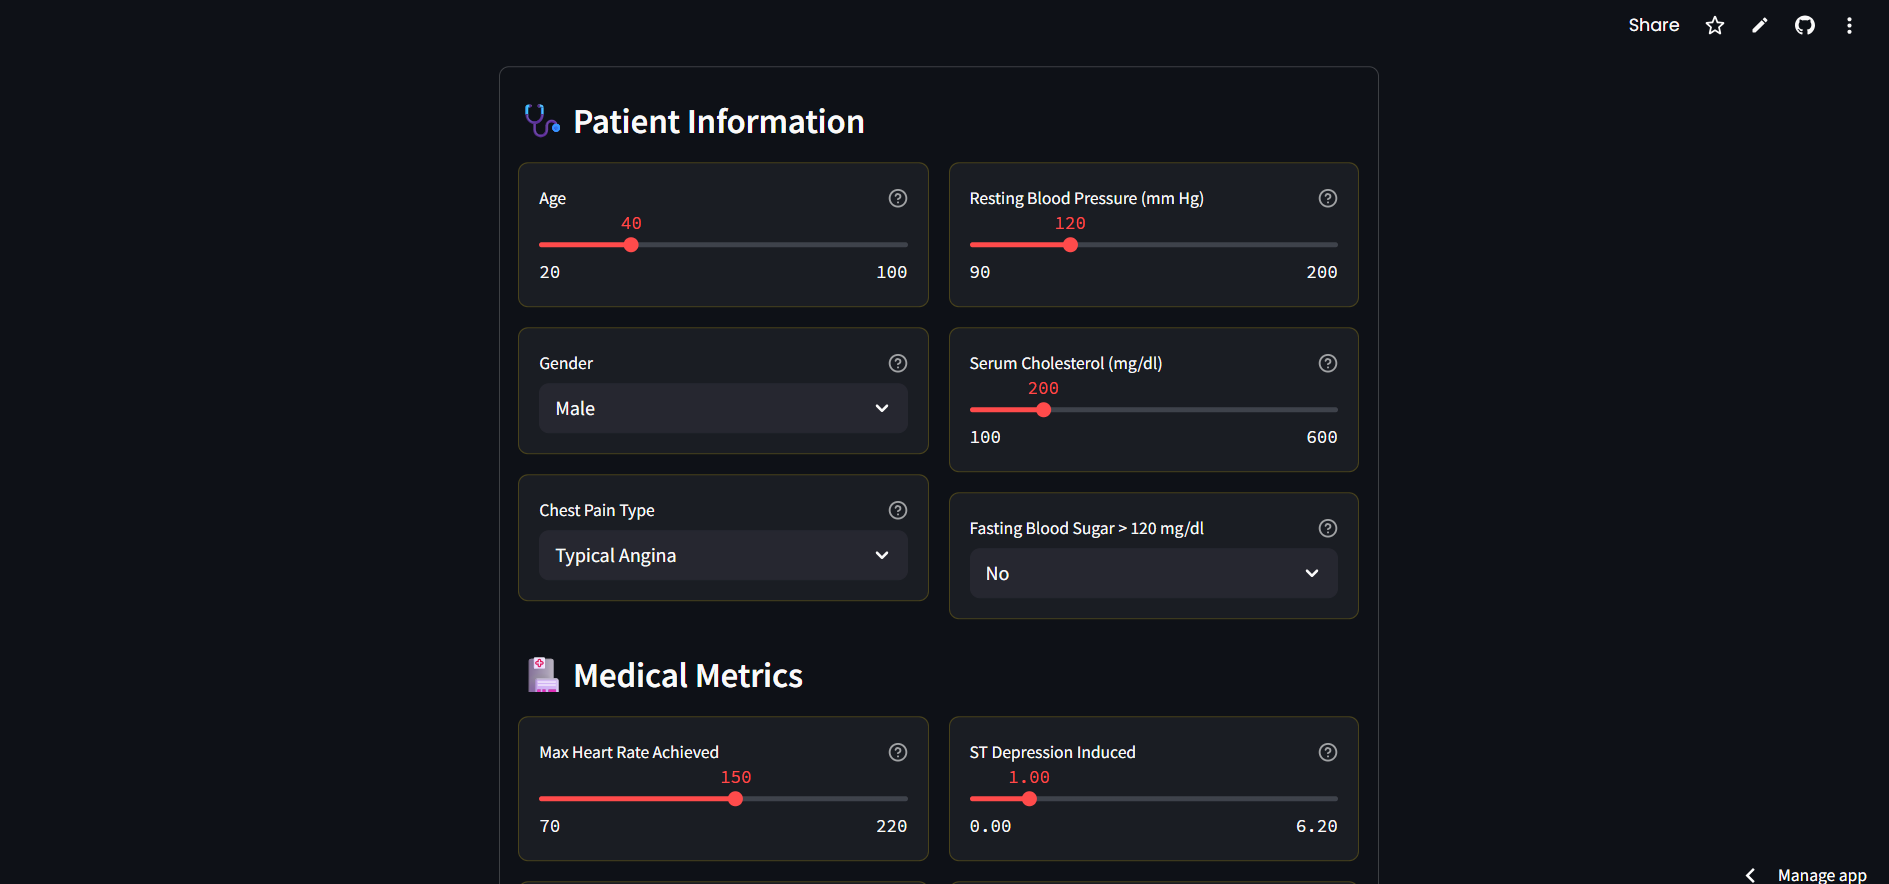 Share
Patient Information
Age
40
20 100
Resting Blood Pressure (mm Hg)
120
90 200
Gender
Male
Serum Cholesterol (mg/dl)
200
100 600
Chest Pain Type
Typical Angina
Fasting Blood Sugar > 120 mg/dl
No
Medical Metrics
Max Heart Rate Achieved
150
70 220
ST Depression Induced
1.00
0.00 6.20
Manage app